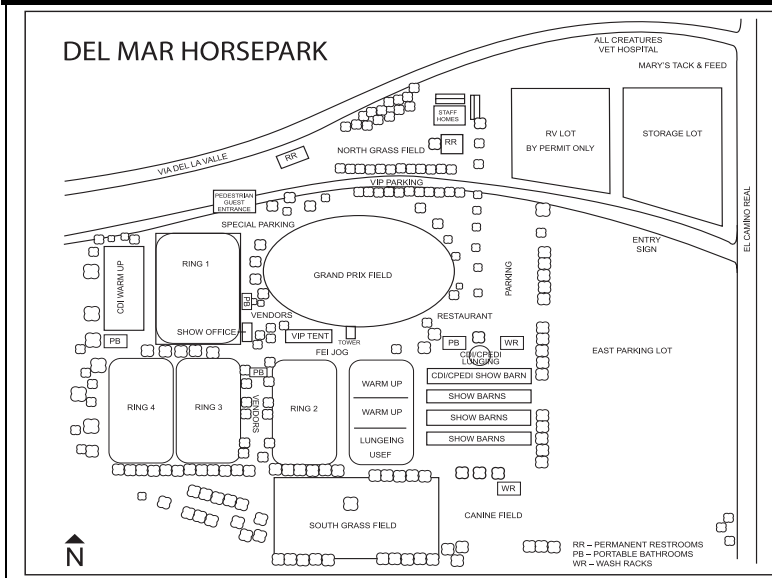 DEL MAR HORSEPARK
ALL CREATURES
VET HOSPITAL
MARY'S TACK & FEED
STAFF
HOMES
RV LOT
BY PERMIT ONLY
STORAGE LOT
RR
NORTH GRASS FIELD
RR
VIA DEL LA VALLE
VIP PARKING
PEDESTRIAN
GUEST
ENTRANCE
SPECIAL PARKING
EL CAMINO REAL
ENTRY
SIGN
RING 1
GRAND PRIX FIELD
CDI WARM UP
PARKING
PB
VENDORS
RESTAURANT
SHOW OFFICE
VIP TENT
TOWER
PB
PB
WR
FEI JOG
CDI/CPEDI
LUNGING
EAST PARKING LOT
PB
CDI/CPEDI SHOW BARN
WARM UP
SHOW BARNS
RING 4
RING 3
VENDORS
RING 2
WARM UP
SHOW BARNS
LUNGEING
USEF
SHOW BARNS
WR
SOUTH GRASS FIELD
CANINE FIELD
N
RR – PERMANENT RESTROOMS
PB – PORTABLE BATHROOMS
WR – WASH RACKS